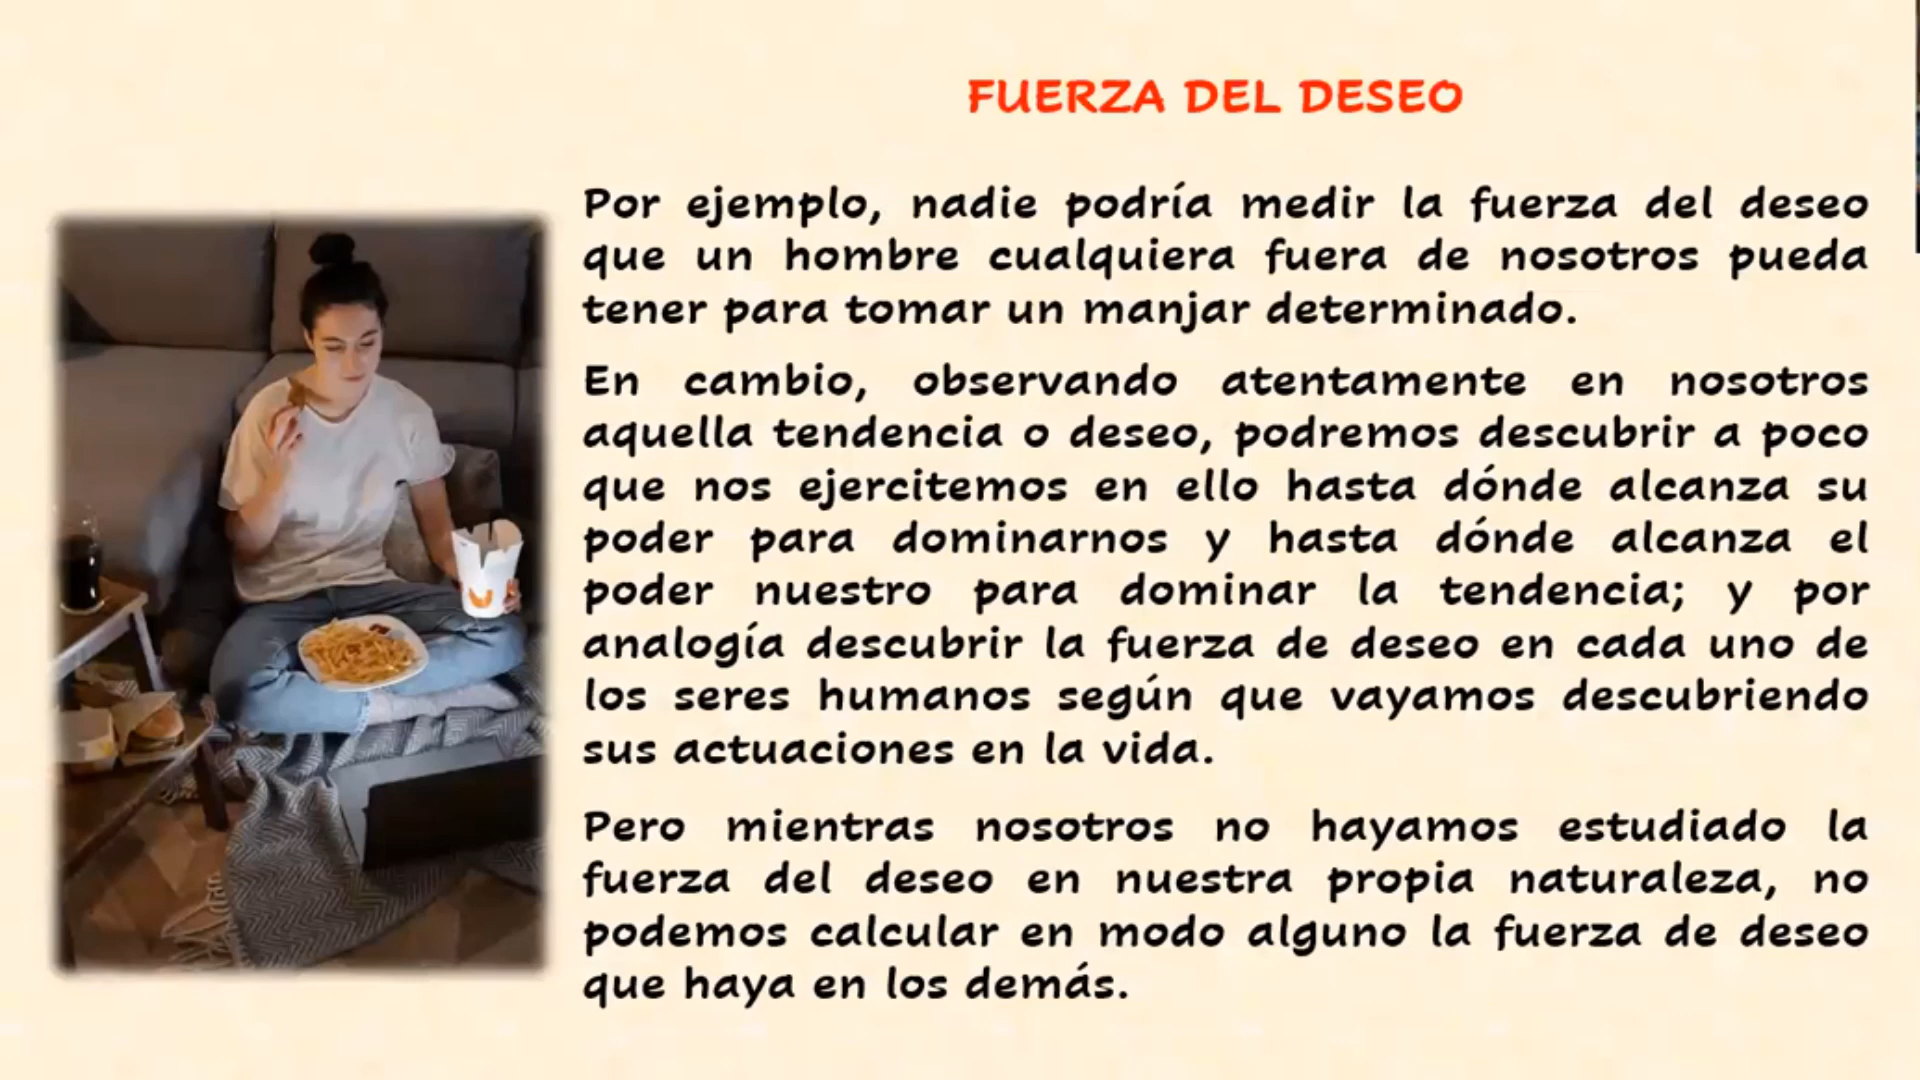 FUERZA DEL DESEO
Por ejemplo, nadie podría medir la fuerza del deseo
que un hombre cualquiera fuera de nosotros pueda
tener para tomar un manjar determinado.
En cambio, observando atentamente en nosotros
aquella tendencia o deseo, podremos descubrir a poco
que nos ejercitemos en ello hasta dónde alcanza su
poder para dominarnos y hasta dónde alcanza el
poder nuestro para dominar la tendencia; y por
analogía descubrir la fuerza de deseo en cada uno de
los seres humanos según que vayamos descubriendo
sus actuaciones en la vida.
Pero mientras nosotros no hayamos estudiado la
fuerza del deseo en nuestra propia naturaleza, no
podemos calcular en modo alguno la fuerza de deseo
que haya en los demás.